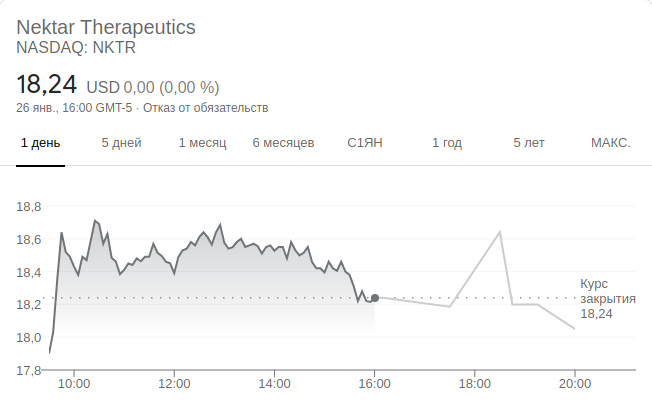 Nektar Therapeutics
NASDAQ: NKTR
18,24 USD 0,00 (0,00 %)
26 янв., 16:00 GMT-5 · Отказ от обязательств
1 день 5 дней 1 месяц 6 месяцев С1ЯН 1 год 5 лет МАКС.
18,8
18,6
18,4
18,2
18,0
17,8
Курс
закрытия
18,24
10:00 12:00 14:00 16:00 18:00 20:00